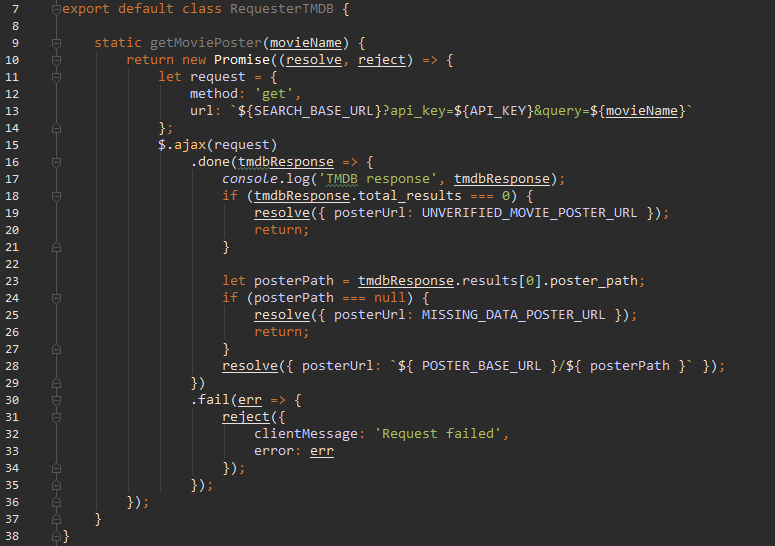 7 export default class RequesterTMDB {
8
9     static getMoviePoster(movieName) {
10         return new Promise((resolve, reject) => {
11             let request = {
12                 method: 'get',
13                 url: `${SEARCH_BASE_URL}?api_key=${API_KEY}&query=${movieName}`
14             };
15             $.ajax(request)
16                 .done(tmdbResponse => {
17                     console.log('TMDB response', tmdbResponse);
18                     if (tmdbResponse.total_results === 0) {
19                         resolve({ posterUrl: UNVERIFIED_MOVIE_POSTER_URL });
20                         return;
21                     }
22
23                     let posterPath = tmdbResponse.results[0].poster_path;
24                     if (posterPath === null) {
25                         resolve({ posterUrl: MISSING_DATA_POSTER_URL });
26                         return;
27                     }
28                     resolve({ posterUrl: `${ POSTER_BASE_URL }/${ posterPath }` });
29                 })
30                 .fail(err => {
31                     reject({
32                         clientMessage: 'Request failed',
33                         error: err
34                     });
35                 });
36         });
37     }
38 }